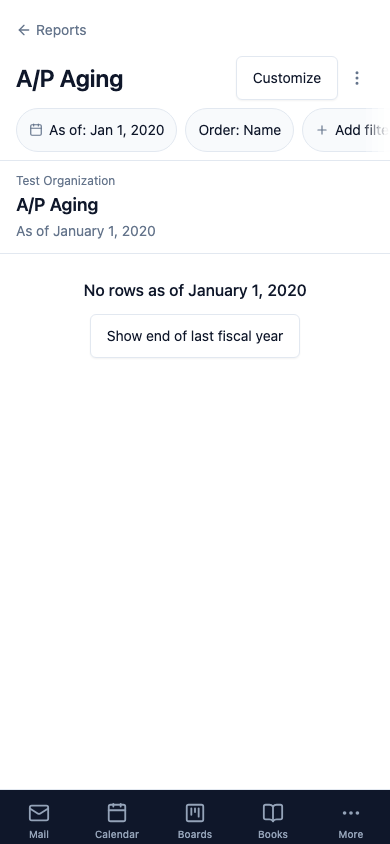 Reports
A/P Aging
Customize
As of: Jan 1, 2020
Order: Name
Add filte
Test Organization
A/P Aging
As of January 1, 2020
No rows as of January 1, 2020
Show end of last fiscal year
Mail
Calendar
Boards
Books
More